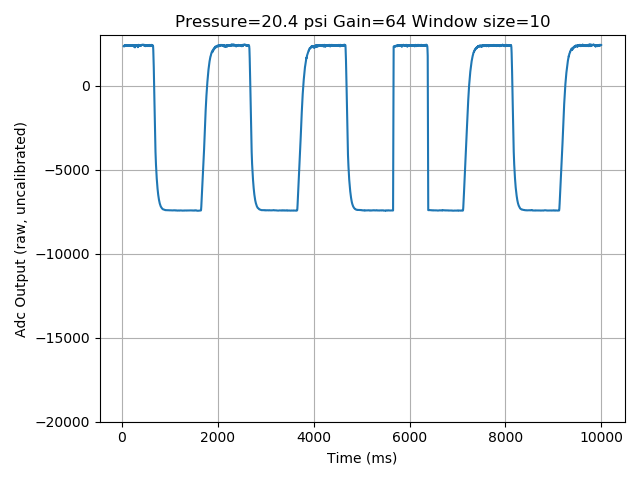 Pressure=20.4 psi Gain=64 Window size=10
Adc Output (raw, uncalibrated)
0
−5000
−10000
−15000
−20000
0 2000 4000 6000 8000 10000
Time (ms)